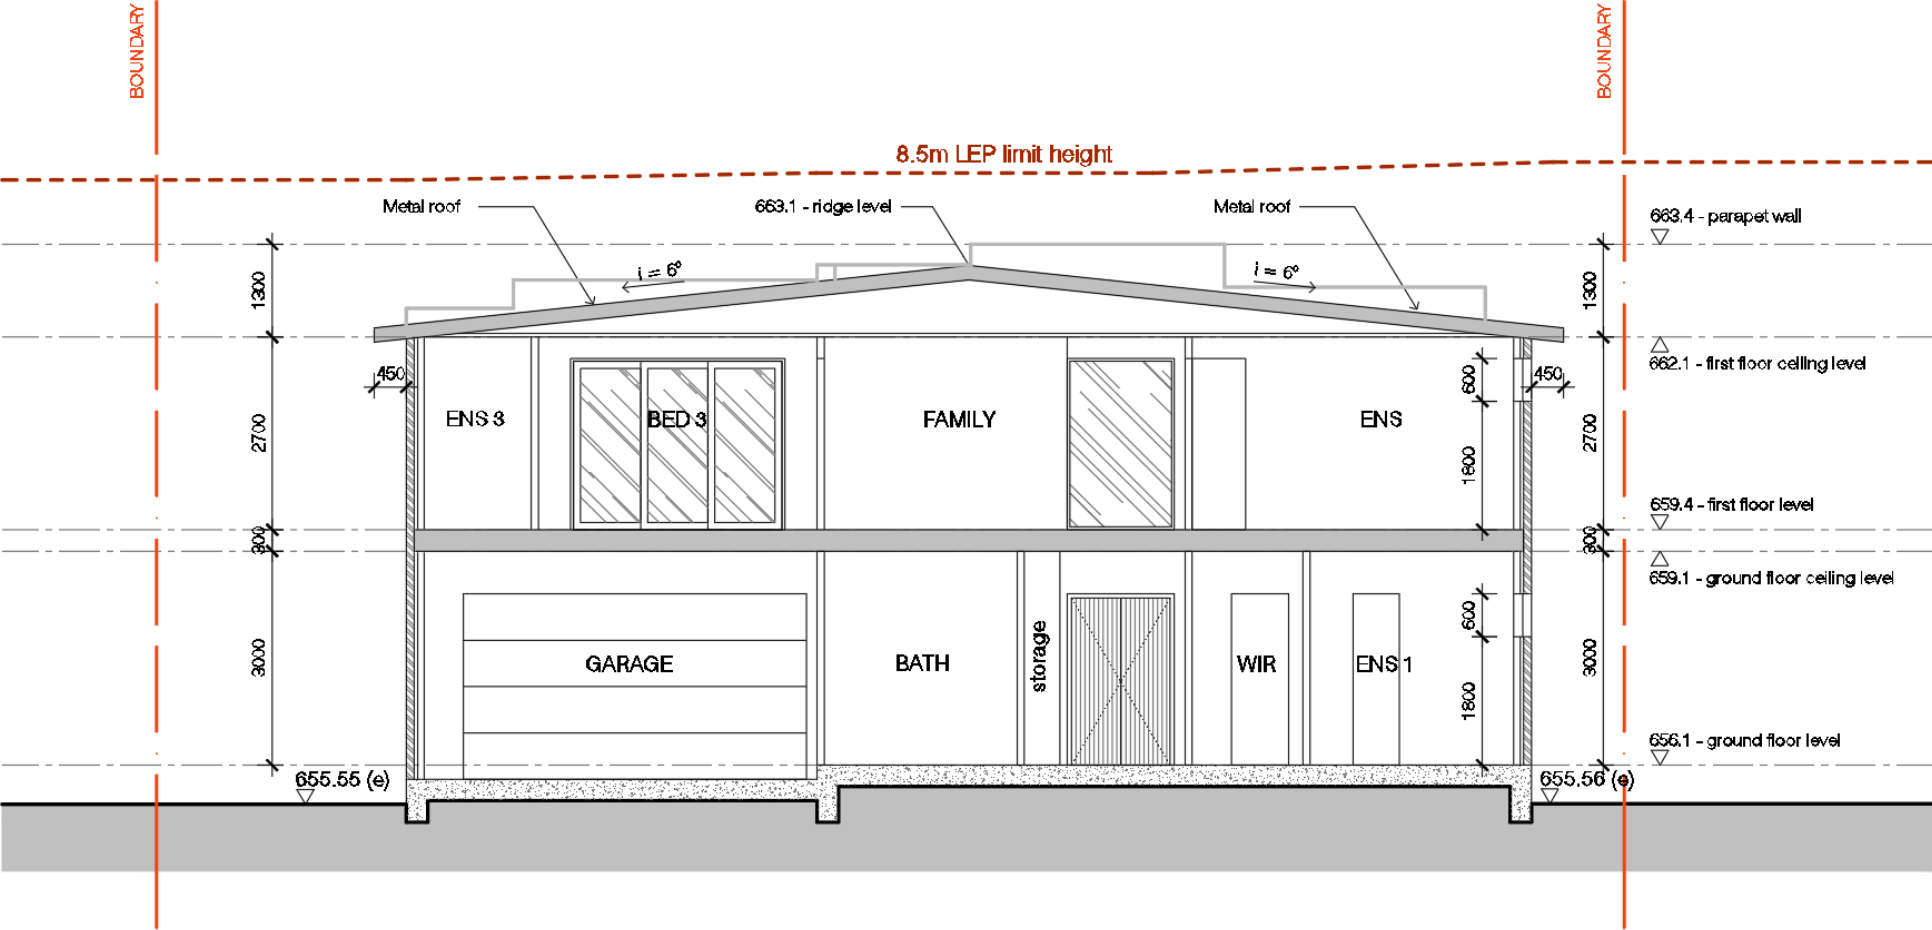 BOUNDARY
BOUNDARY
8.5m LEP limit height
Metal roof
663.1 - ridge level
Metal roof
663.4 - parapet wall
i = 6°
i = 6°
1300
1300
662.1 - first floor ceiling level
450
450
600
ENS 3
BED 3
FAMILY
ENS
2700
2700
1800
659.4 - first floor level
300
300
659.1 - ground floor ceiling level
600
storage
GARAGE
BATH
WIR
ENS 1
3000
3000
1800
656.1 - ground floor level
655.55 (e)
655.56 (e)